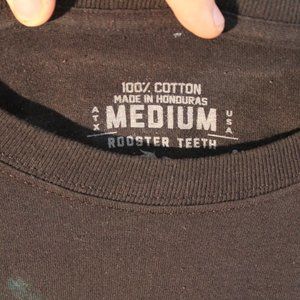 100% COTTON
MADE IN HONDURAS
ATX MEDIUM USA
ROOSTER TEETH